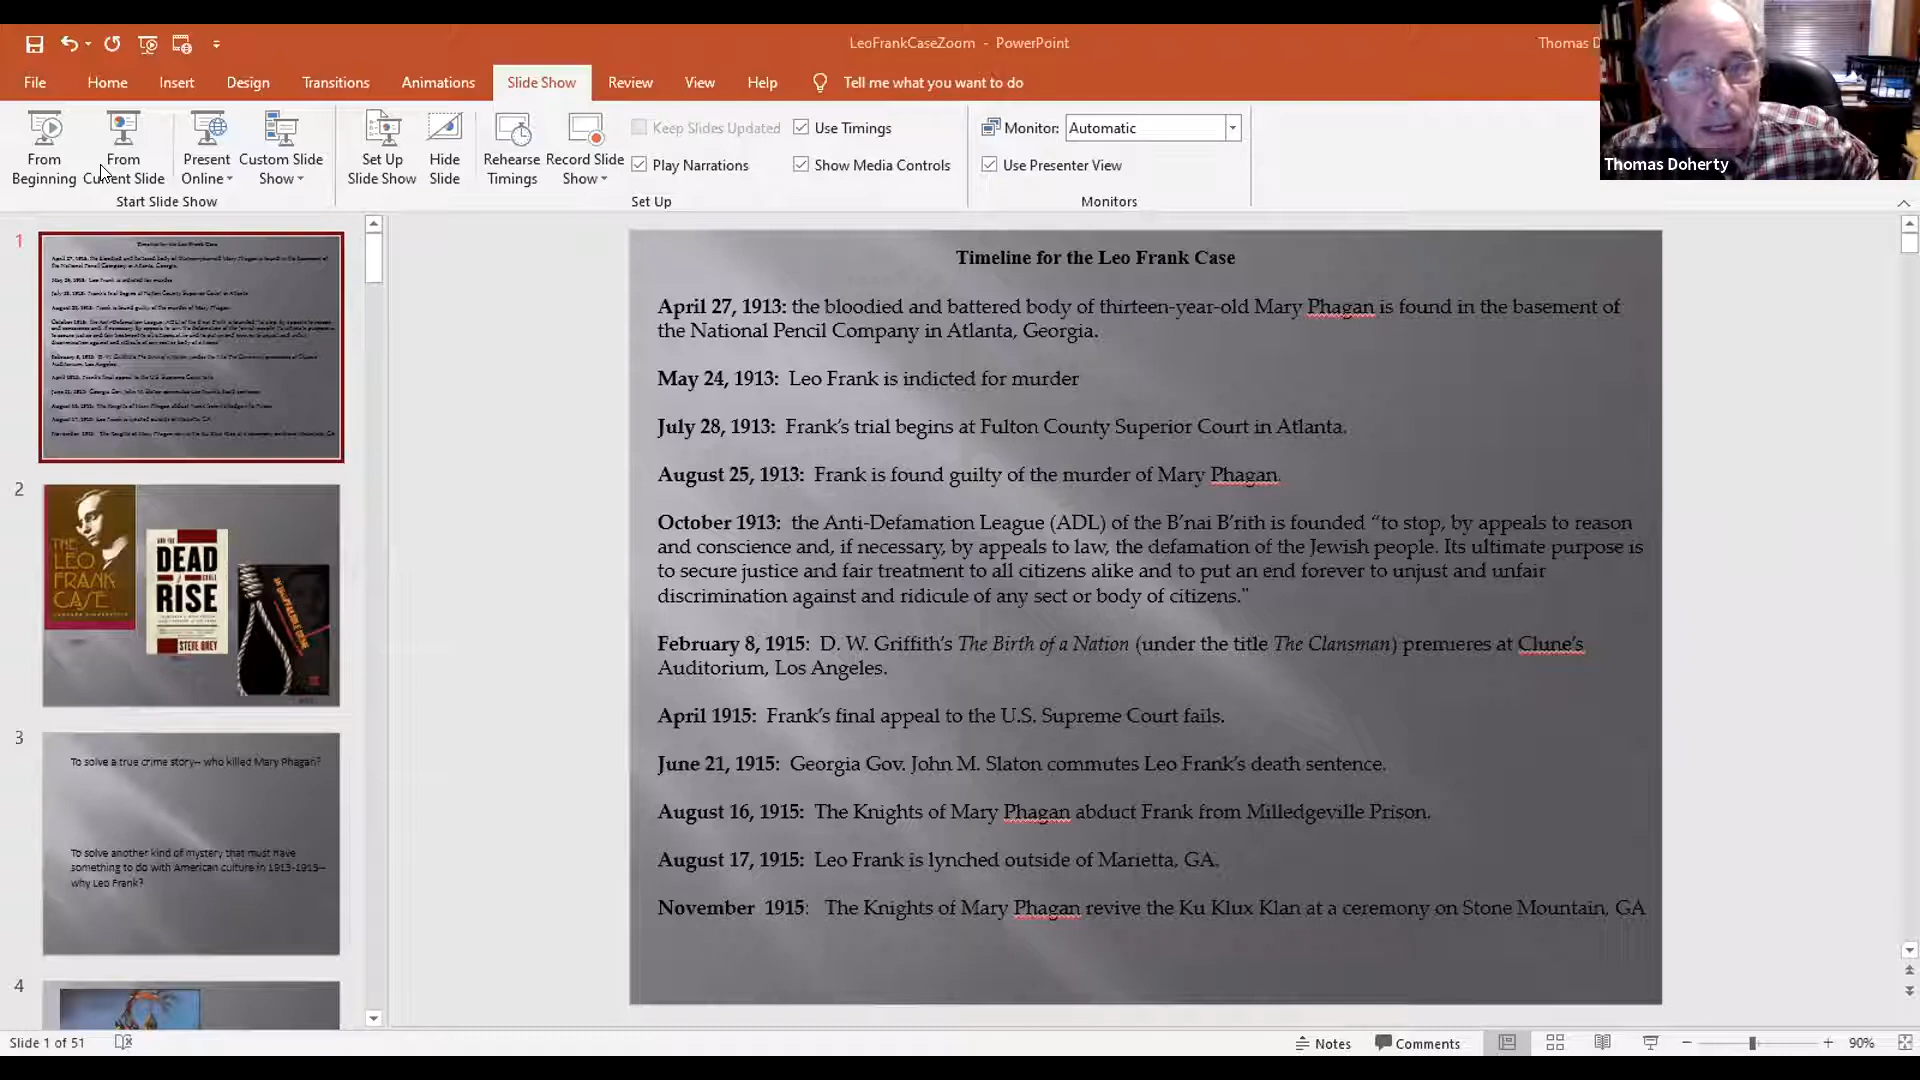 LeoFrankCaseZoom - PowerPoint
Thomas D
File Home Insert Design Transitions Animations Slide Show Review View Help Tell me what you want to do
From Beginning
From Current Slide
Present Online
Custom Slide Show
Start Slide Show
Set Up Slide Show
Hide Slide
Rehearse Timings
Record Slide Show
Keep Slides Updated
Play Narrations
Use Timings
Show Media Controls
Set Up
Monitor: Automatic
Use Presenter View
Monitors
Thomas Doherty
1
Timeline for the Leo Frank Case
2
THE LEO FRANK CASE
AND THE
DEAD
SHALL
RISE
STEVE ONEY
3
To solve a true crime story-- who killed Mary Phagan?
To solve another kind of mystery that must have
something to do with American culture in 1913-1915--
why Leo Frank?
4
Timeline for the Leo Frank Case
April 27, 1913: the bloodied and battered body of thirteen-year-old Mary Phagan is found in the basement of
the National Pencil Company in Atlanta, Georgia.
May 24, 1913: Leo Frank is indicted for murder
July 28, 1913: Frank's trial begins at Fulton County Superior Court in Atlanta.
August 25, 1913: Frank is found guilty of the murder of Mary Phagan.
October 1913: the Anti-Defamation League (ADL) of the B'nai B'rith is founded “to stop, by appeals to reason
and conscience and, if necessary, by appeals to law, the defamation of the Jewish people. Its ultimate purpose is
to secure justice and fair treatment to all citizens alike and to put an end forever to unjust and unfair
discrimination against and ridicule of any sect or body of citizens."
February 8, 1915: D. W. Griffith's The Birth of a Nation (under the title The Clansman) premieres at Clune's
Auditorium, Los Angeles.
April 1915: Frank's final appeal to the U.S. Supreme Court fails.
June 21, 1915: Georgia Gov. John M. Slaton commutes Leo Frank's death sentence.
August 16, 1915: The Knights of Mary Phagan abduct Frank from Milledgeville Prison.
August 17, 1915: Leo Frank is lynched outside of Marietta, GA.
November 1915: The Knights of Mary Phagan revive the Ku Klux Klan at a ceremony on Stone Mountain, GA
Slide 1 of 51
Notes
Comments
90%